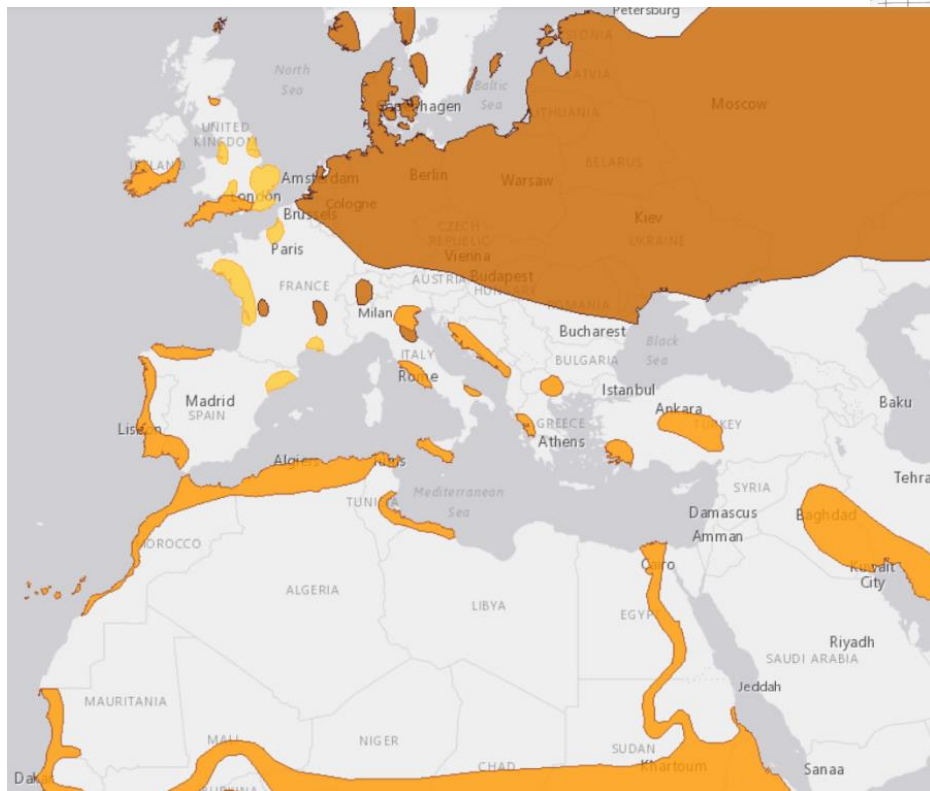 Petersburg
ESTONIA
North
Sea
LATVIA
Baltic
Sea
Copenhagen
Moscow
LITHUANIA
UNITED
KINGDOM
IRELAND
BELARUS
Amsterdam
Berlin
Warsaw
London
Cologne
Brussels
Kiev
CZECH
REPUBLIC
UKRAINE
Paris
Vienna
AUSTRIA
Budapest
HUNGARY
FRANCE
ROMANIA
Milan
Bucharest
Black
Sea
ITALY
BULGARIA
Rome
Istanbul
Madrid
SPAIN
Ankara
TURKEY
Baku
Lisbon
GREECE
Athens
Algiers
Tunis
Tehra
SYRIA
Mediterranean
Sea
TUNISIA
Damascus
Baghdad
Amman
MOROCCO
Cairo
Kuwait
City
ALGERIA
LIBYA
EGYPT
Riyadh
SAUDI ARABIA
Jeddah
MAURITANIA
MALI
NIGER
SUDAN
CHAD
Khartoum
Sanaa
Dakar
BURKINA